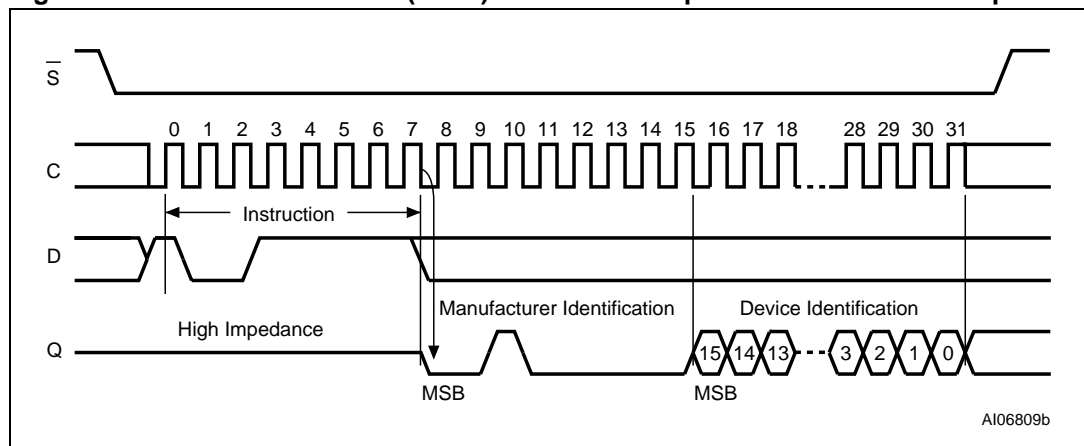 S
0 1 2 3 4 5 6 7 8 9 10 11 12 13 14 15 16 17 18 28 29 30 31
C
Instruction
D
Manufacturer Identification Device Identification
High Impedance
Q 15 14 13 3 2 1 0
MSB MSB
AI06809b